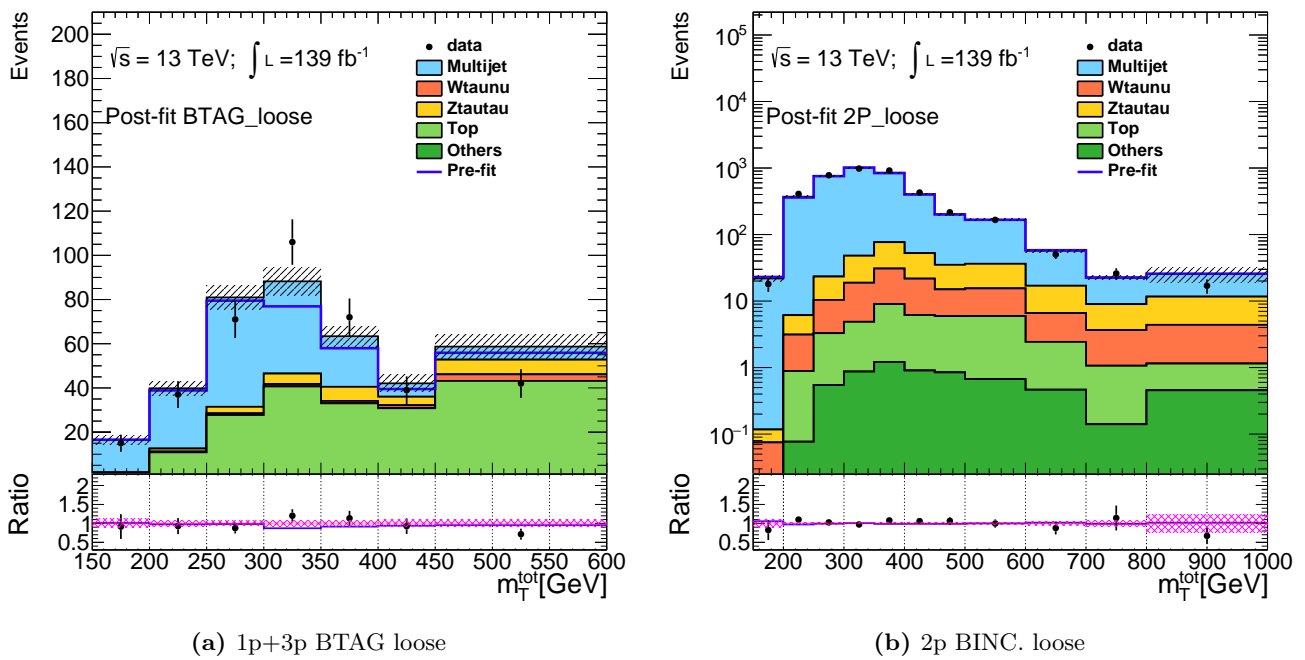 Events
200
180
160
140
120
100
80
60
40
20
√s = 13 TeV; ∫ L =139 fb⁻¹
Post-fit BTAG_loose
data
Multijet
Wtaunu
Ztautau
Top
Others
Pre-fit
Ratio
2
1.5
1
0.5
150 200 250 300 350 400 450 500 550 600
m_T^tot[GeV]
(a) 1p+3p BTAG loose
Events
10⁵
10⁴
10³
10²
10
1
10⁻¹
√s = 13 TeV; ∫ L =139 fb⁻¹
Post-fit 2P_loose
data
Multijet
Wtaunu
Ztautau
Top
Others
Pre-fit
Ratio
2
1.5
1
0.5
200 300 400 500 600 700 800 900 1000
m_T^tot[GeV]
(b) 2p BINC. loose